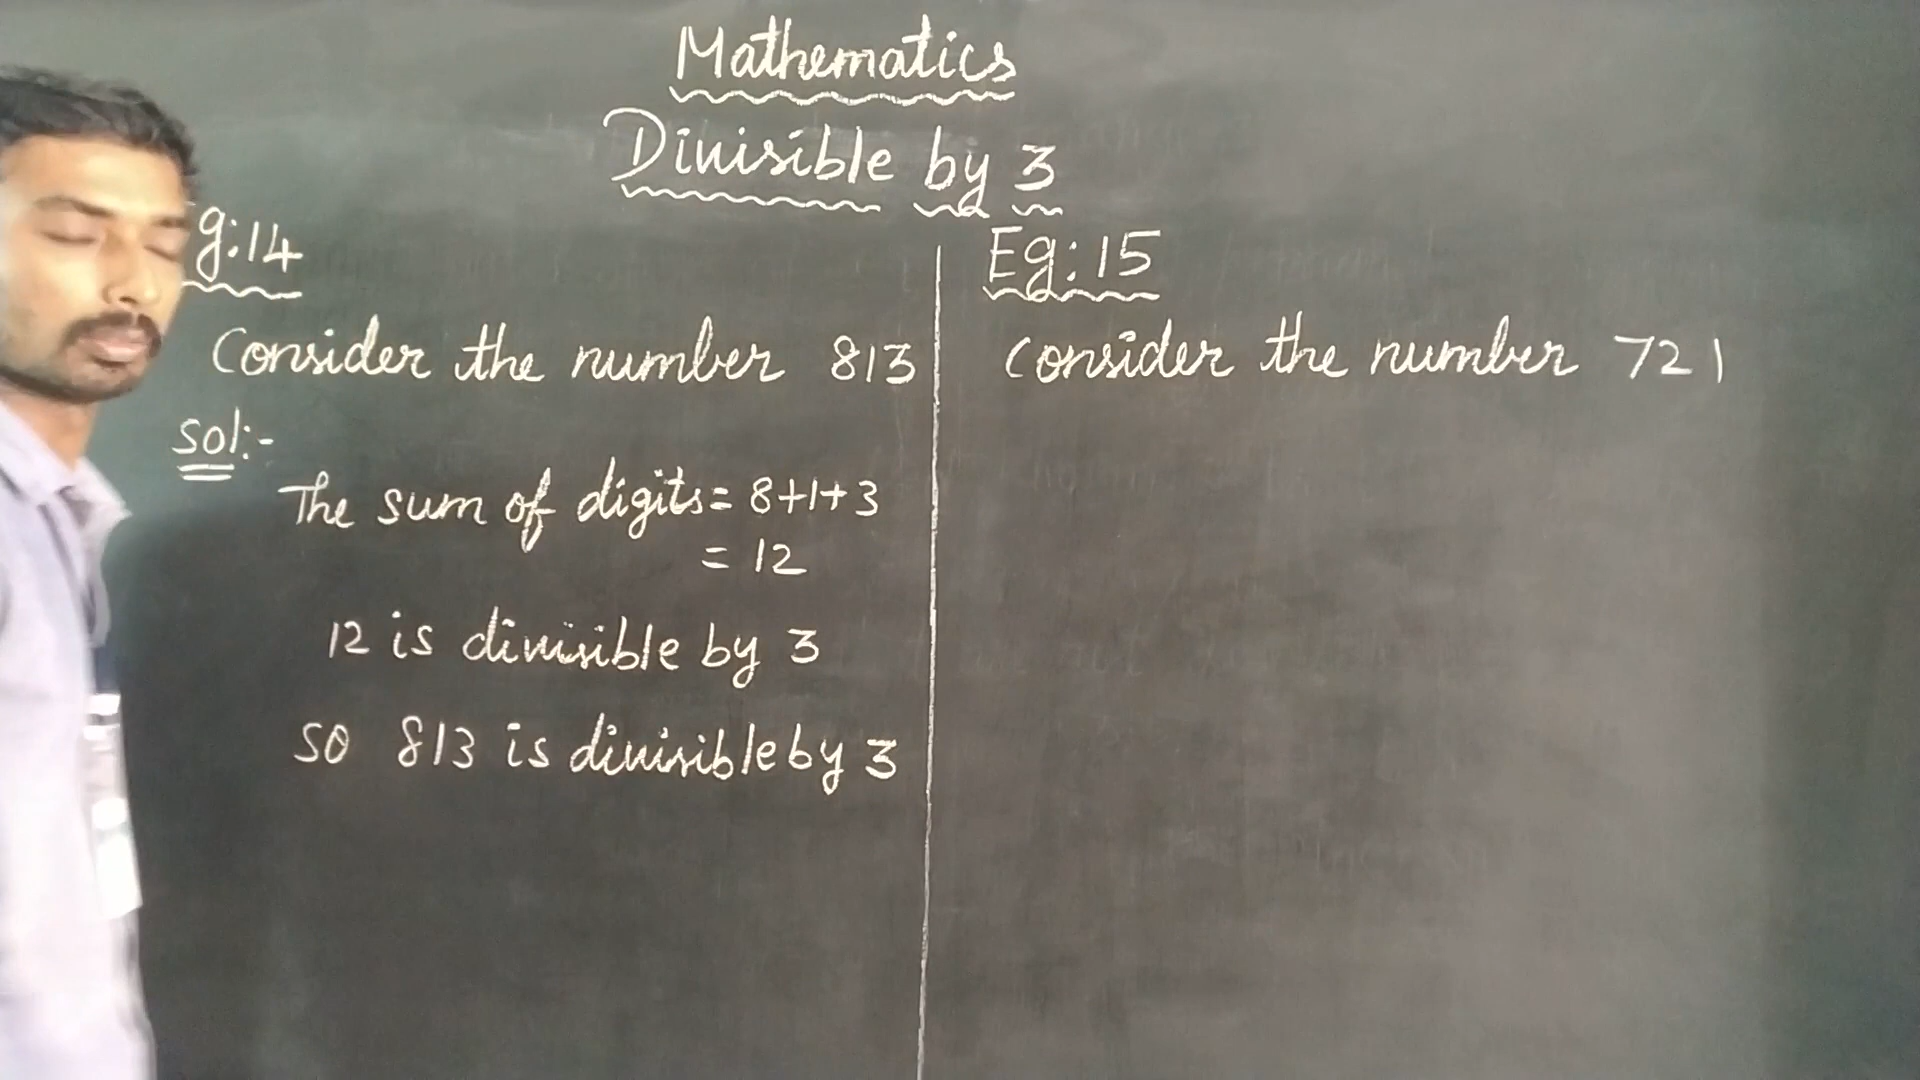 Mathematics
Divisible by 3
g:14
Consider the number 813
Sol:-
The sum of digits = 8+1+3
= 12
12 is divisible by 3
So 813 is divisible by 3
Eg:15
Consider the number 721